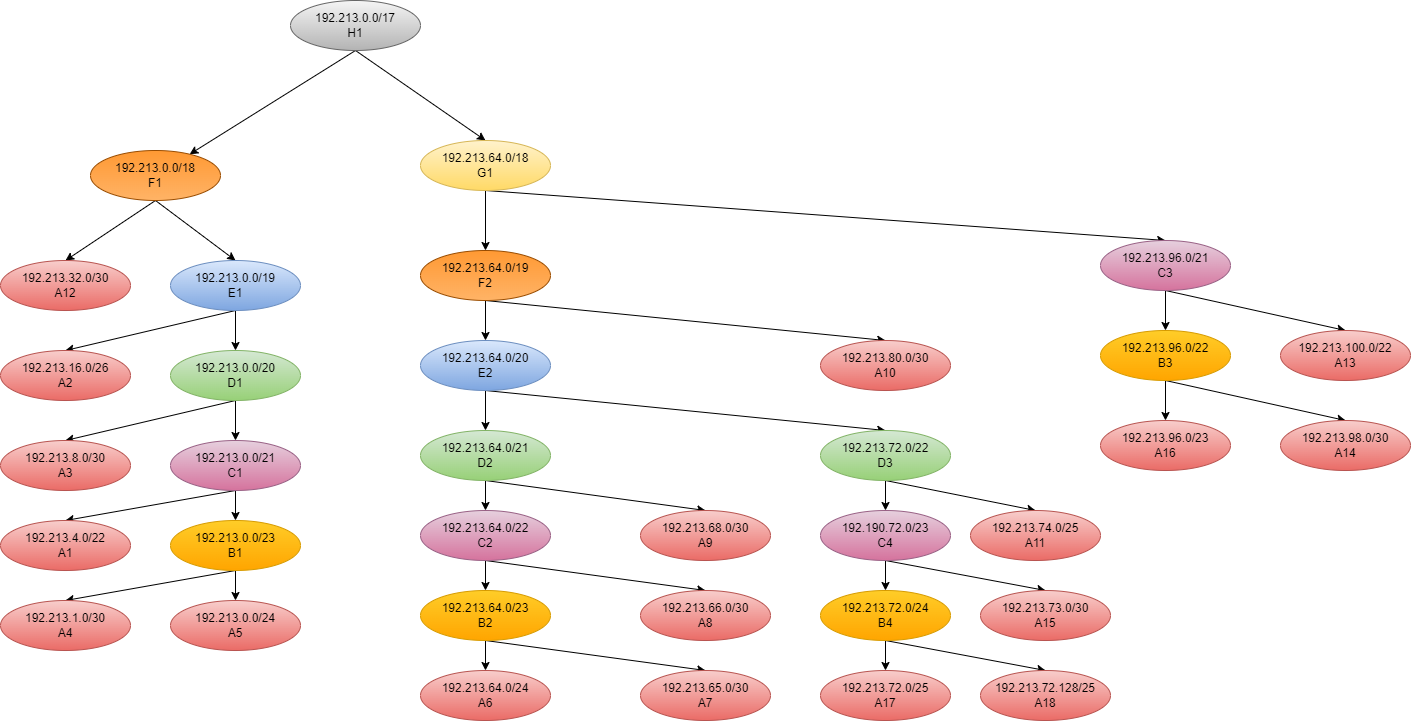 192.213.0.0/17
H1
192.213.0.0/18
F1
192.213.64.0/18
G1
192.213.32.0/30
A12
192.213.0.0/19
E1
192.213.64.0/19
F2
192.213.96.0/21
C3
192.213.16.0/26
A2
192.213.0.0/20
D1
192.213.64.0/20
E2
192.213.80.0/30
A10
192.213.96.0/22
B3
192.213.100.0/22
A13
192.213.8.0/30
A3
192.213.0.0/21
C1
192.213.64.0/21
D2
192.213.72.0/22
D3
192.213.96.0/23
A16
192.213.98.0/30
A14
192.213.4.0/22
A1
192.213.0.0/23
B1
192.213.64.0/22
C2
192.213.68.0/30
A9
192.190.72.0/23
C4
192.213.74.0/25
A11
192.213.1.0/30
A4
192.213.0.0/24
A5
192.213.64.0/23
B2
192.213.66.0/30
A8
192.213.72.0/24
B4
192.213.73.0/30
A15
192.213.64.0/24
A6
192.213.65.0/30
A7
192.213.72.0/25
A17
192.213.72.128/25
A18